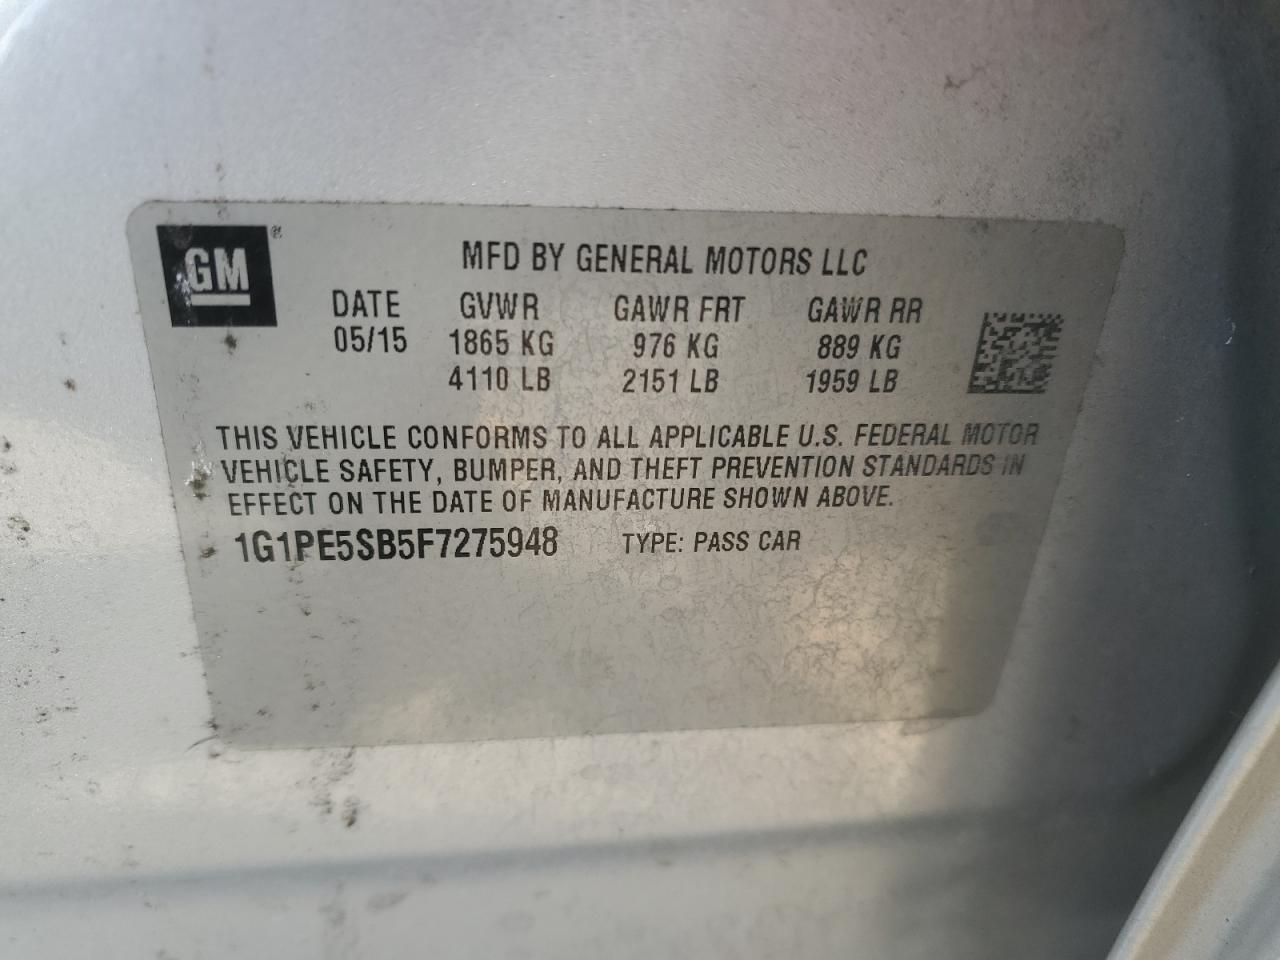 GM®
MFD BY GENERAL MOTORS LLC
DATE GVWR GAWR FRT GAWR RR
05/15 1865 KG 976 KG 889 KG
4110 LB 2151 LB 1959 LB
THIS VEHICLE CONFORMS TO ALL APPLICABLE U.S. FEDERAL MOTOR
VEHICLE SAFETY, BUMPER, AND THEFT PREVENTION STANDARDS IN
EFFECT ON THE DATE OF MANUFACTURE SHOWN ABOVE.
1G1PE5SB5F7275948 TYPE: PASS CAR